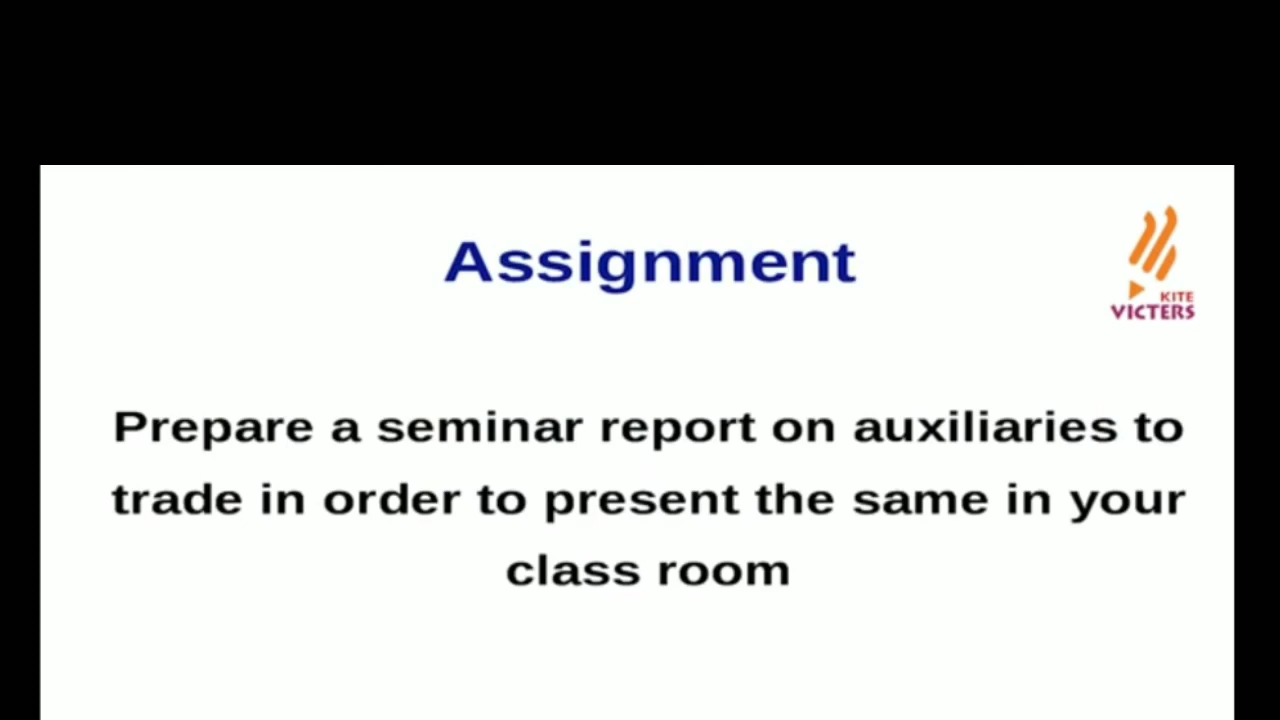 Assignment
KITE
VICTERS
Prepare a seminar report on auxiliaries to
trade in order to present the same in your
class room